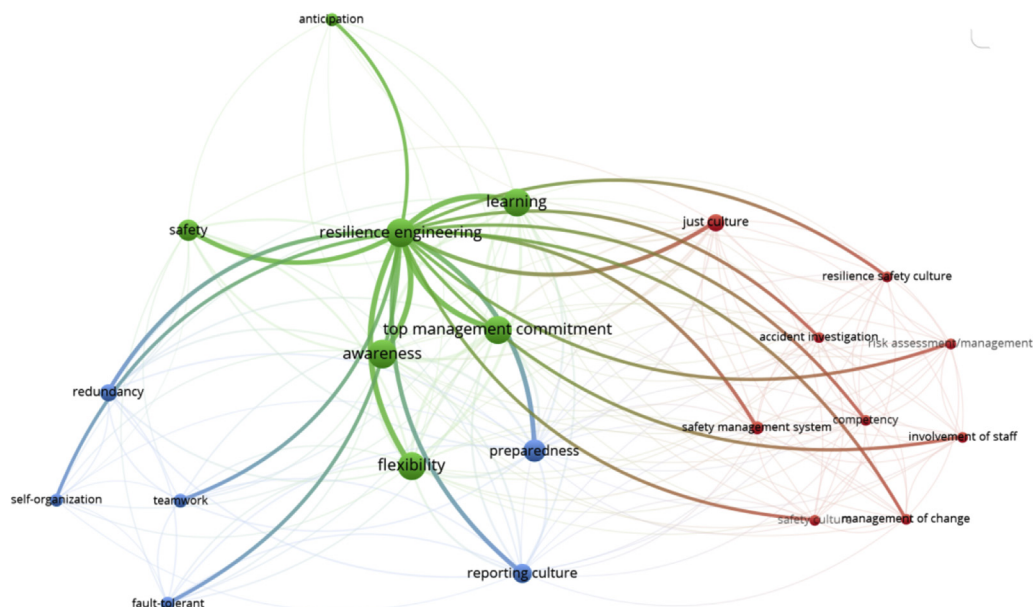 anticipation
learning
just culture
safety
resilience engineering
resilience safety culture
top management commitment
accident investigation
risk assessment/management
awareness
redundancy
competency
safety management system
involvement of staff
preparedness
flexibility
self-organization
teamwork
safety culture
management of change
reporting culture
fault-tolerant